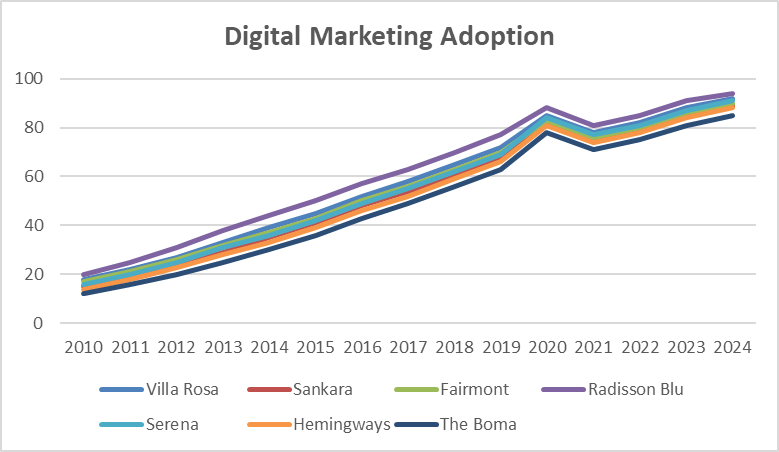 Digital Marketing Adoption
100
80
60
40
20
0
2010 2011 2012 2013 2014 2015 2016 2017 2018 2019 2020 2021 2022 2023 2024
Villa Rosa Sankara Fairmont Radisson Blu
Serena Hemingways The Boma